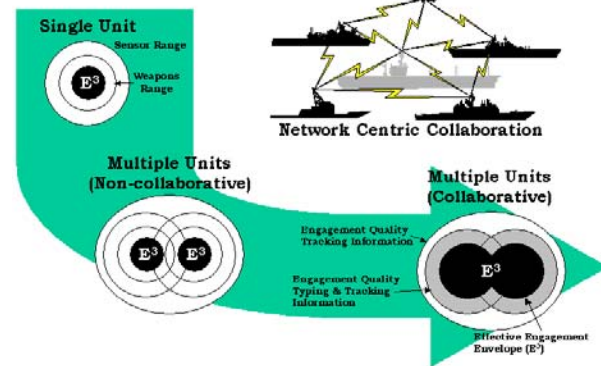 Single Unit
Sensor Range
Weapons
Range
E³
Network Centric Collaboration
Multiple Units
(Non-collaborative)
E³
E³
Multiple Units
(Collaborative)
Engagement Quality
Tracking Information
E³
Engagement Quality
Typing & Tracking
Information
Effective Engagement
Envelope (E³)